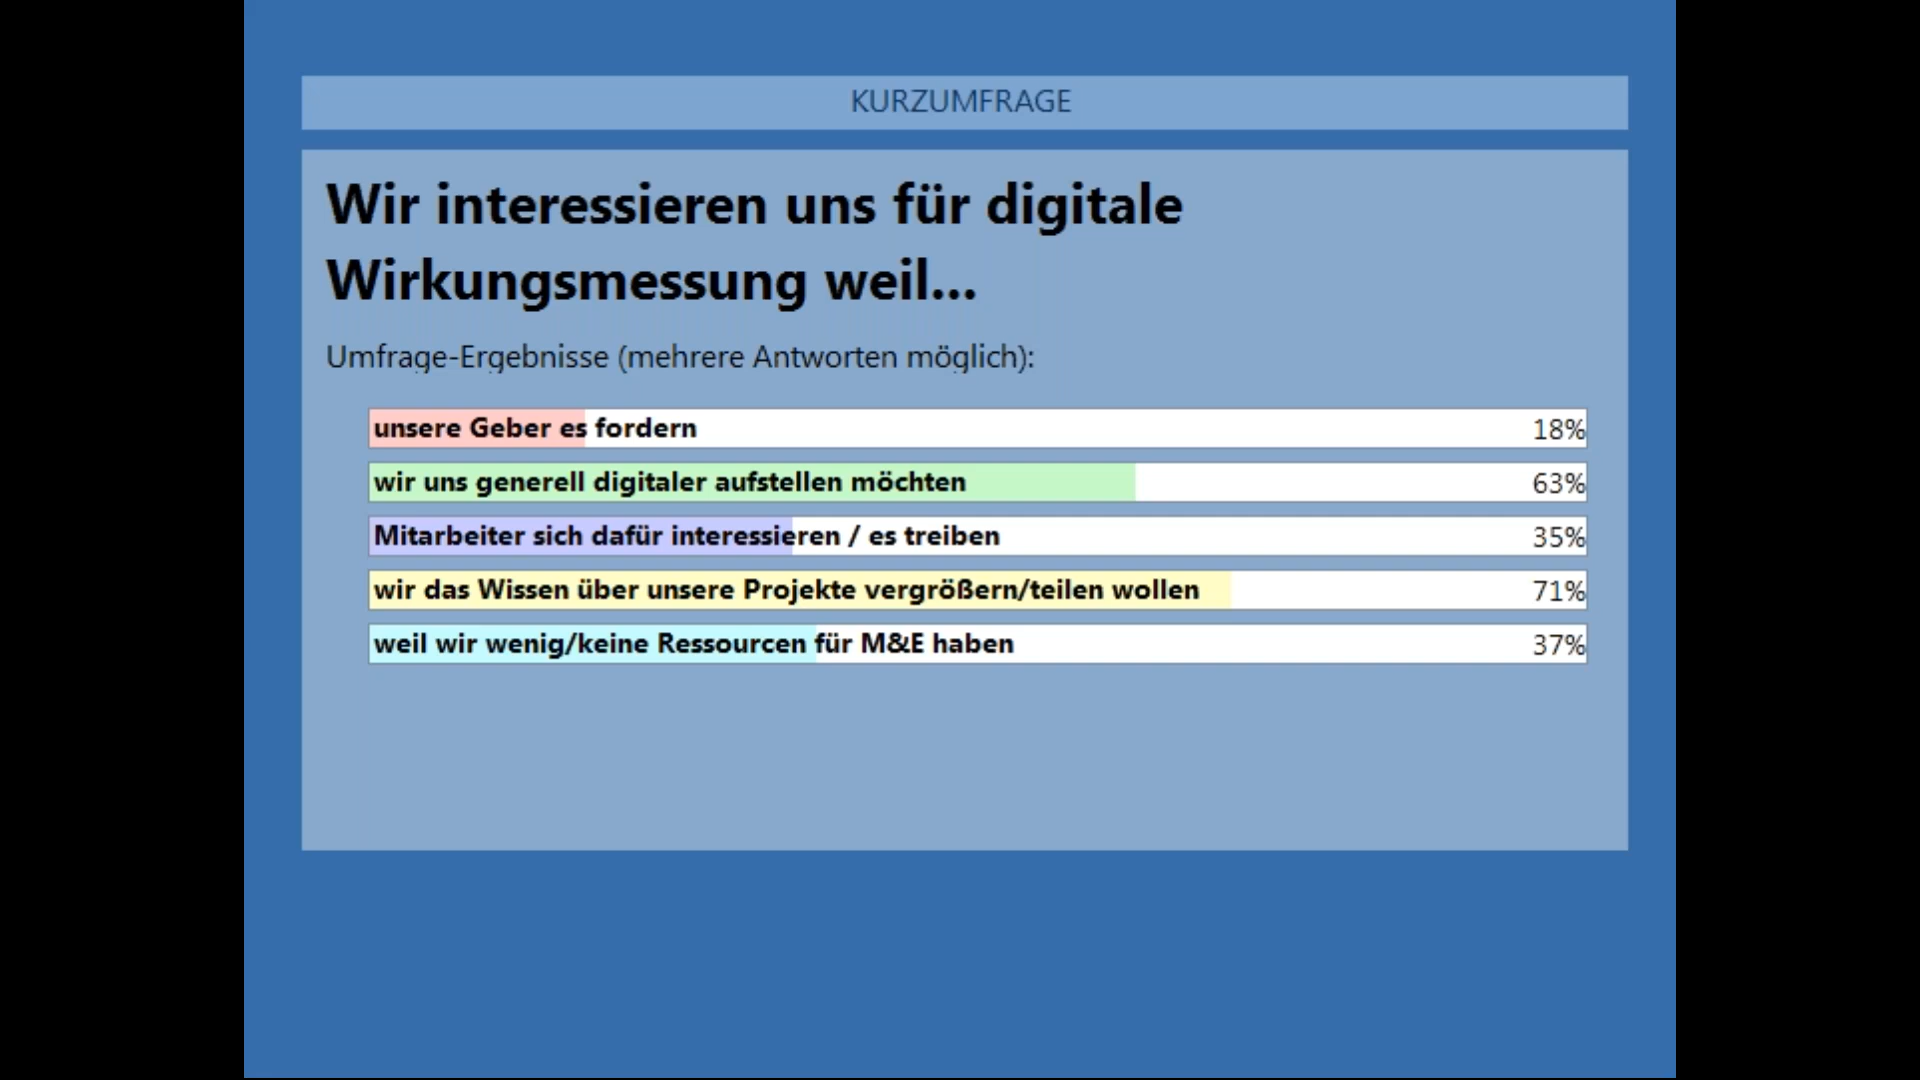 KURZUMFRAGE
Wir interessieren uns für digitale
Wirkungsmessung weil...
Umfrage-Ergebnisse (mehrere Antworten möglich):
unsere Geber es fordern 18%
wir uns generell digitaler aufstellen möchten 63%
Mitarbeiter sich dafür interessieren / es treiben 35%
wir das Wissen über unsere Projekte vergrößern/teilen wollen 71%
weil wir wenig/keine Ressourcen für M&E haben 37%